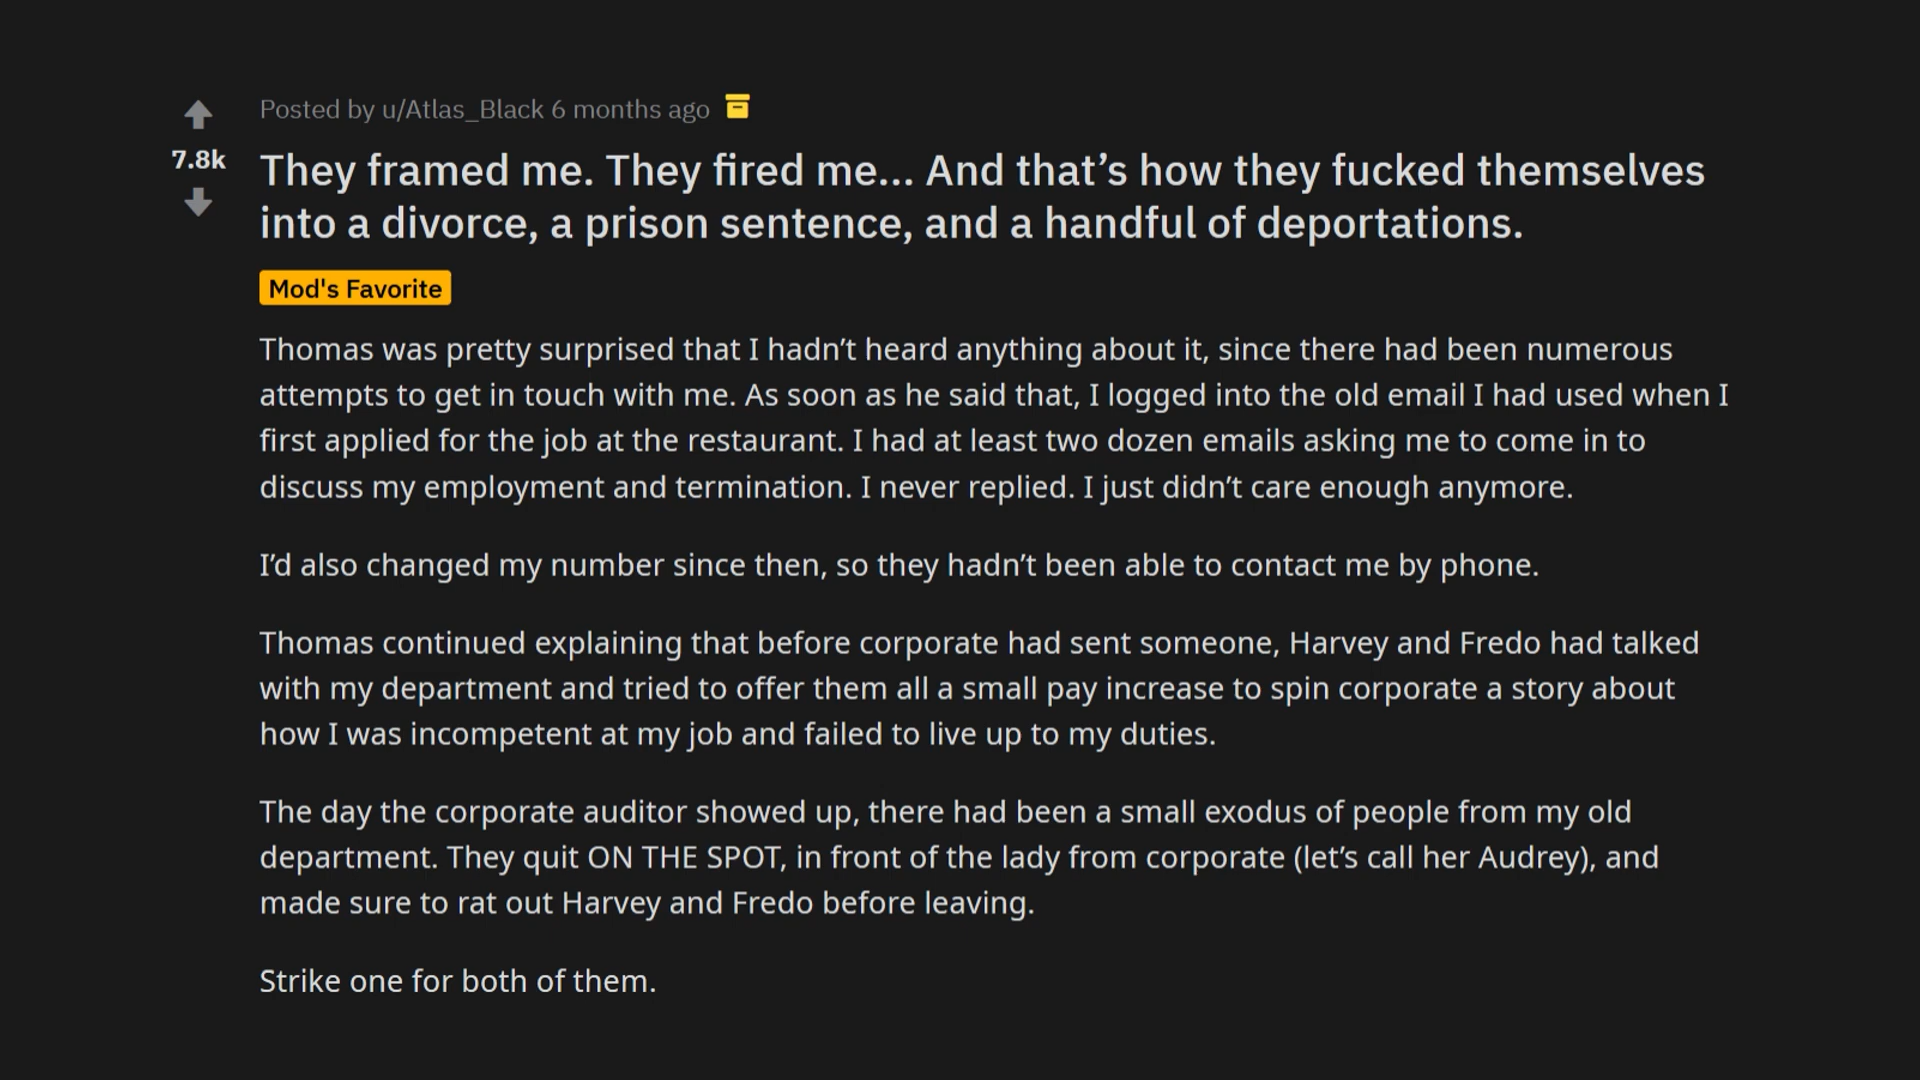 Posted by u/Atlas_Black 6 months ago
7.8k
They framed me. They fired me... And that’s how they fucked themselves
into a divorce, a prison sentence, and a handful of deportations.
Mod's Favorite
Thomas was pretty surprised that I hadn’t heard anything about it, since there had been numerous
attempts to get in touch with me. As soon as he said that, I logged into the old email I had used when I
first applied for the job at the restaurant. I had at least two dozen emails asking me to come in to
discuss my employment and termination. I never replied. I just didn’t care enough anymore.
I’d also changed my number since then, so they hadn’t been able to contact me by phone.
Thomas continued explaining that before corporate had sent someone, Harvey and Fredo had talked
with my department and tried to offer them all a small pay increase to spin corporate a story about
how I was incompetent at my job and failed to live up to my duties.
The day the corporate auditor showed up, there had been a small exodus of people from my old
department. They quit ON THE SPOT, in front of the lady from corporate (let’s call her Audrey), and
made sure to rat out Harvey and Fredo before leaving.
Strike one for both of them.